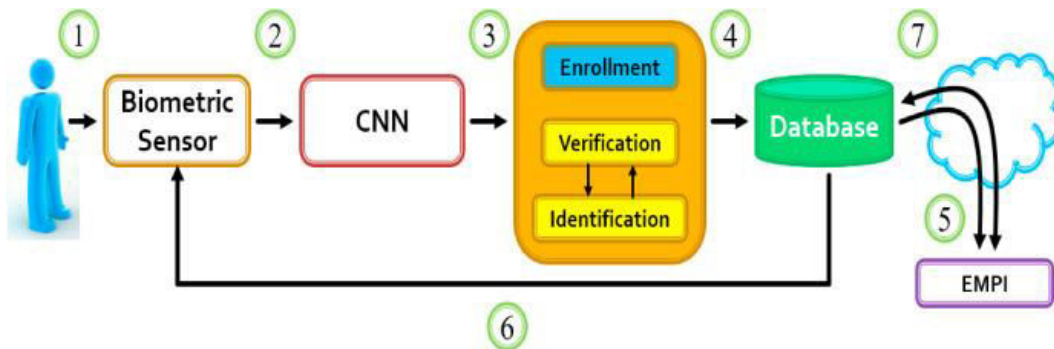 1
2
3
4
7
Enrollment
Biometric
Sensor
CNN
Database
Verification
Identification
5
EMPI
6